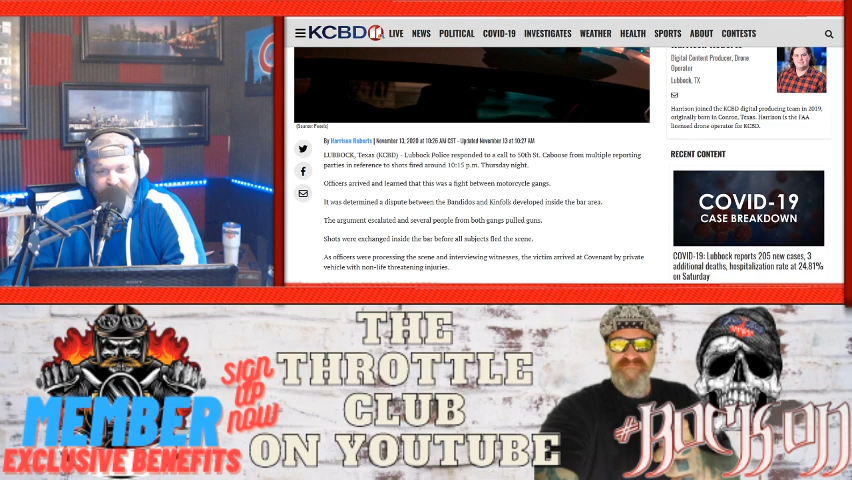 KCBD
LIVE
NEWS
POLITICAL
COVID-19
INVESTIGATES
WEATHER
HEALTH
SPORTS
ABOUT
CONTESTS
By Harrison Roberts | November 13, 2020 at 10:26 AM CST - Updated November 13 at 10:27 AM
LUBBOCK, Texas (KCBD) - Lubbock Police responded to a call to 50th St. Caboose from multiple reporting
parties in reference to shots fired around 10:15 p.m. Thursday night.
Officers arrived and learned that this was a fight between motorcycle gangs.
It was determined a dispute between the Bandidos and Kinfolk developed inside the bar area.
The argument escalated and several people from both gangs pulled guns.
Shots were exchanged inside the bar before all subjects fled the scene.
As officers were processing the scene and interviewing witnesses, the victim arrived at Covenant by private
vehicle with non-life threatening injuries.
Digital Content Producer, Drone
Operator
Lubbock, TX
Harrison joined the KCBD digital producing team in 2019,
originally born in Conroe, Texas. Harrison is the FAA
licensed drone operator for KCBD.
RECENT CONTENT
COVID-19
CASE BREAKDOWN
COVID-19: Lubbock reports 205 new cases, 3
additional deaths, hospitalization rate at 24.81%
on Saturday
MEMBER
EXCLUSIVE BENEFITS
SIGN
UP
NOW
THE
THROTTLE
CLUB
ON YOUTUBE
#ROCKON